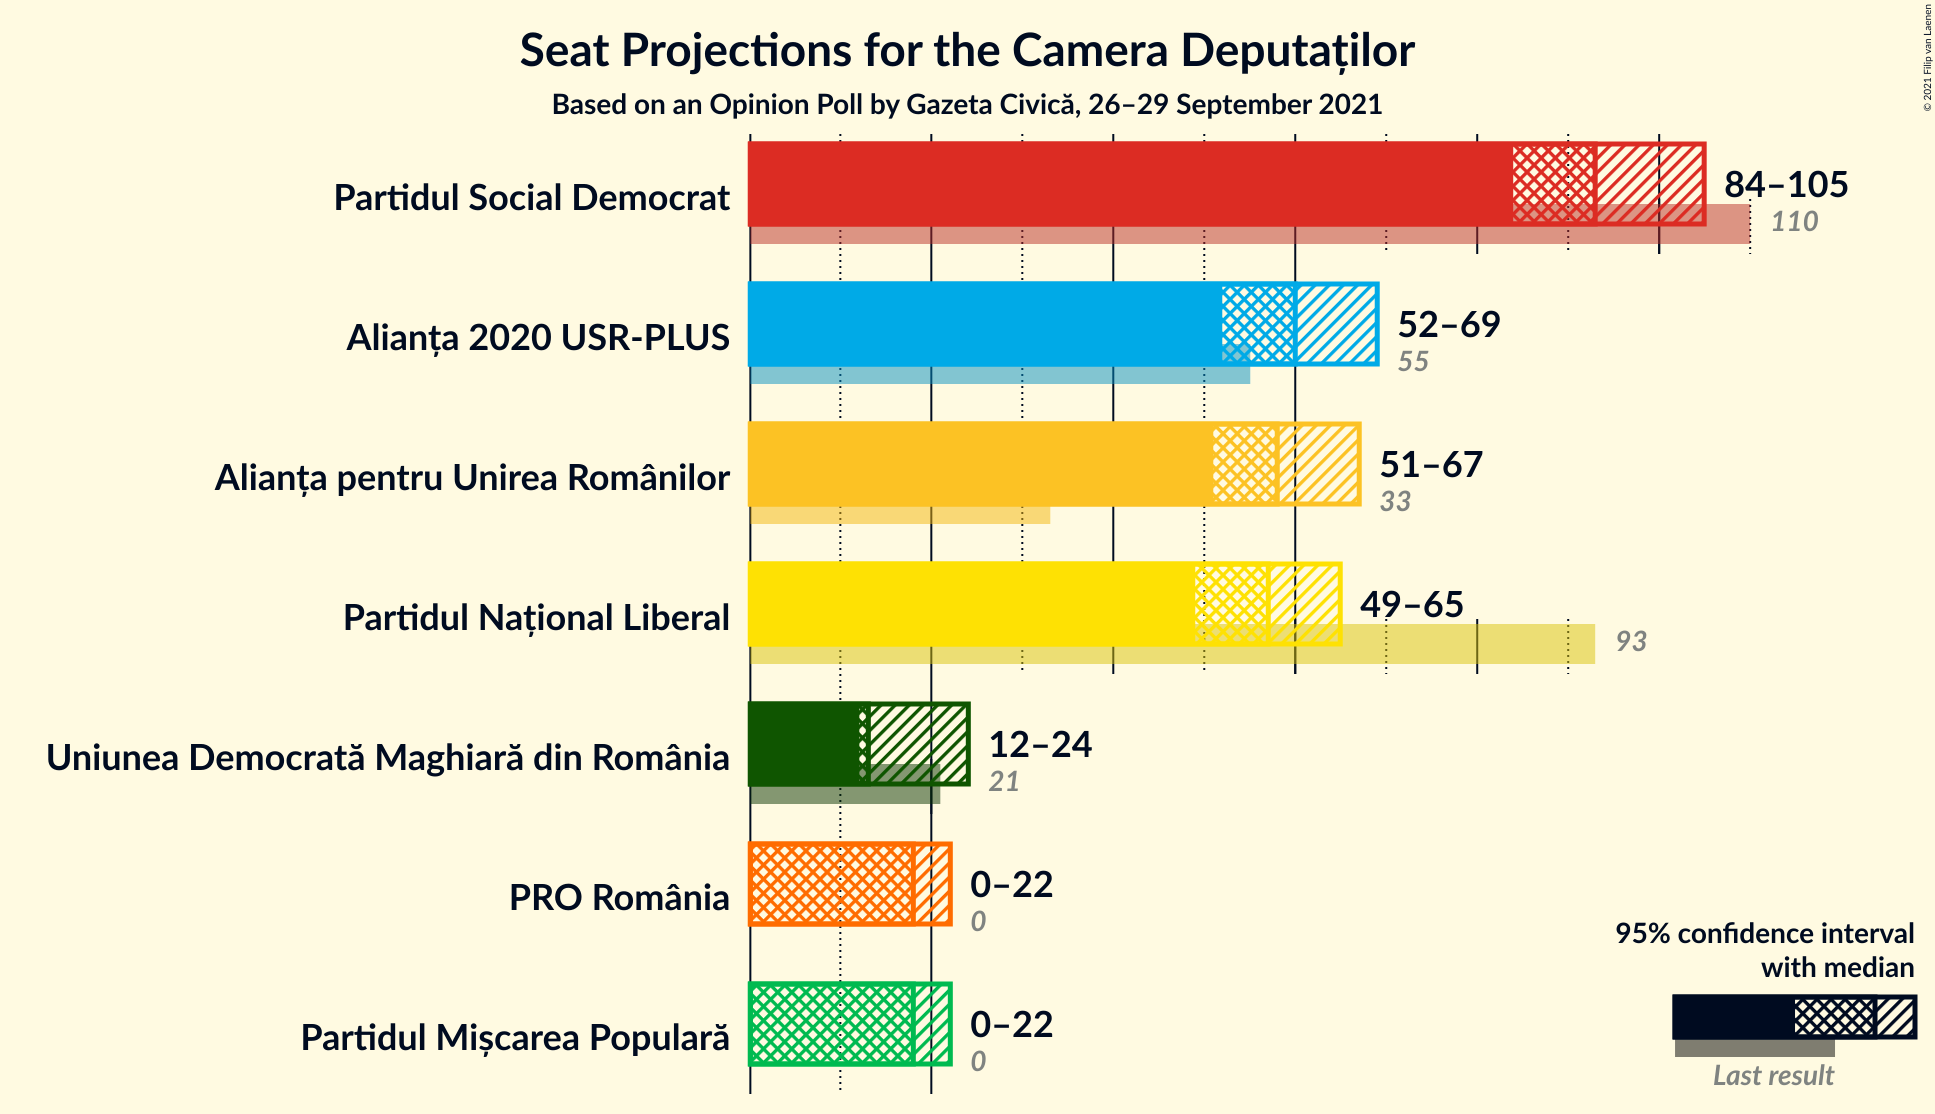 Seat Projections for the Camera Deputaților
Based on an Opinion Poll by Gazeta Civică, 26–29 September 2021
© 2021 Filip van Laenen
Partidul Social Democrat
84–105
110
Alianța 2020 USR-PLUS
52–69
55
Alianța pentru Unirea Românilor
51–67
33
Partidul Național Liberal
49–65
93
Uniunea Democrată Maghiară din România
12–24
21
PRO România
0–22
0
Partidul Mișcarea Populară
0–22
0
95% confidence interval
with median
Last result